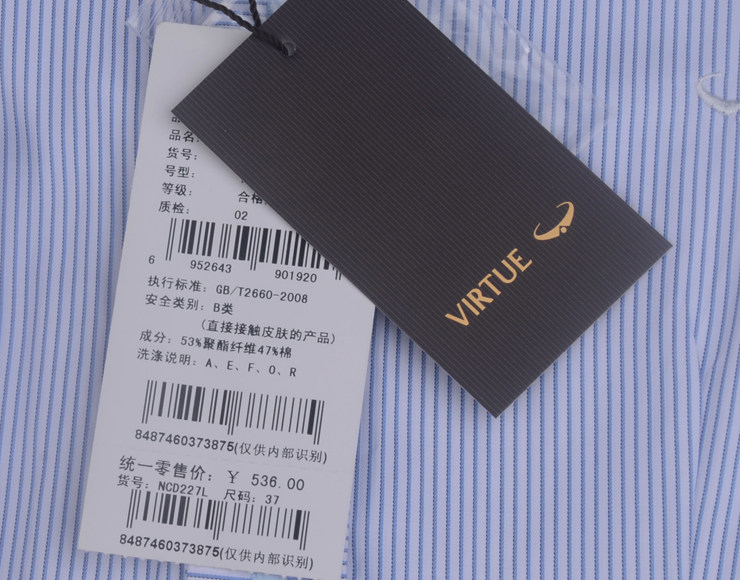 品名:
货号:
号型:
等级: 合格
质检: 02
6 952643 901920
执行标准: GB/T2660-2008
安全类别: B类
(直接接触皮肤的产品)
成分: 53%聚酯纤维47%棉
洗涤说明: A、E、F、O、R
8487460373875(仅供内部识别)
统一零售价: ¥ 536.00
货号: NCD227L 尺码: 37
8487460373875(仅供内部识别)
VIRTUE